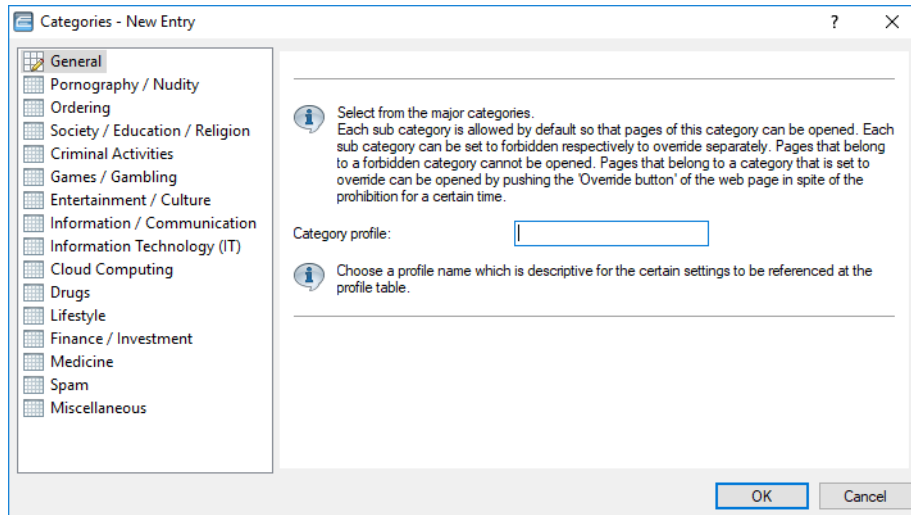 Categories - New Entry
?
General
Pornography / Nudity
Ordering
Society / Education / Religion
Criminal Activities
Games / Gambling
Entertainment / Culture
Information / Communication
Information Technology (IT)
Cloud Computing
Drugs
Lifestyle
Finance / Investment
Medicine
Spam
Miscellaneous
Select from the major categories.
Each sub category is allowed by default so that pages of this category can be opened. Each
sub category can be set to forbidden respectively to override separately. Pages that belong
to a forbidden category cannot be opened. Pages that belong to a category that is set to
override can be opened by pushing the 'Override button' of the web page in spite of the
prohibition for a certain time.
Category profile:
Choose a profile name which is descriptive for the certain settings to be referenced at the
profile table.
OK
Cancel